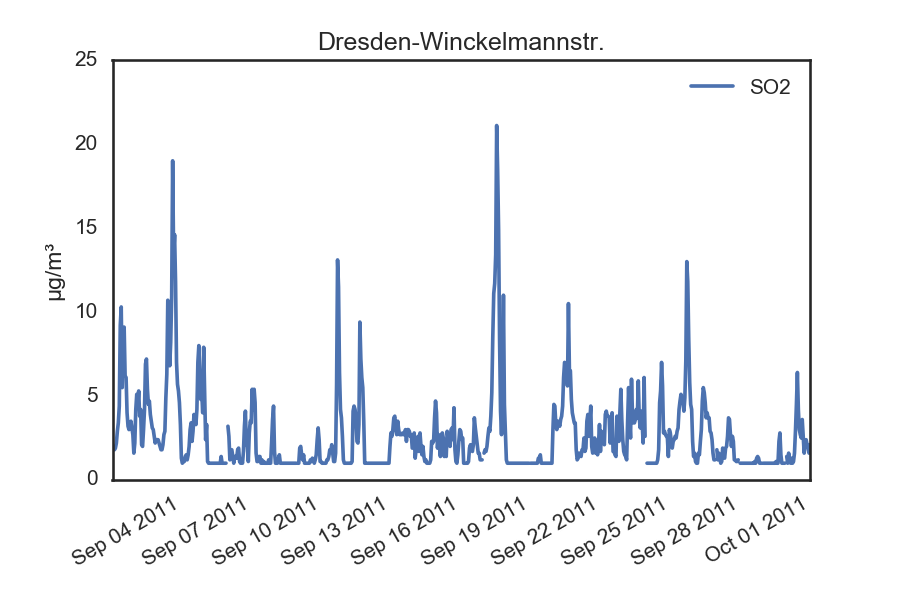 Dresden-Winckelmannstr.
SO2
µg/m³
25
20
15
10
5
0
Sep 04 2011
Sep 07 2011
Sep 10 2011
Sep 13 2011
Sep 16 2011
Sep 19 2011
Sep 22 2011
Sep 25 2011
Sep 28 2011
Oct 01 2011